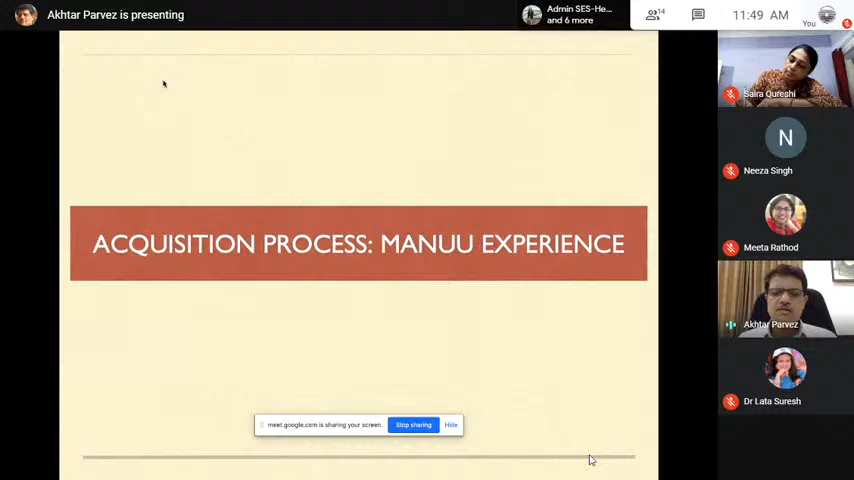 Akhtar Parvez is presenting
Admin SES-He...
and 6 more
14
11:49 AM
You
ACQUISITION PROCESS: MANUU EXPERIENCE
meet.google.com is sharing your screen.
Stop sharing
Hide
Saira Qureshi
N
Neeza Singh
Meeta Rathod
Akhtar Parvez
Dr Lata Suresh